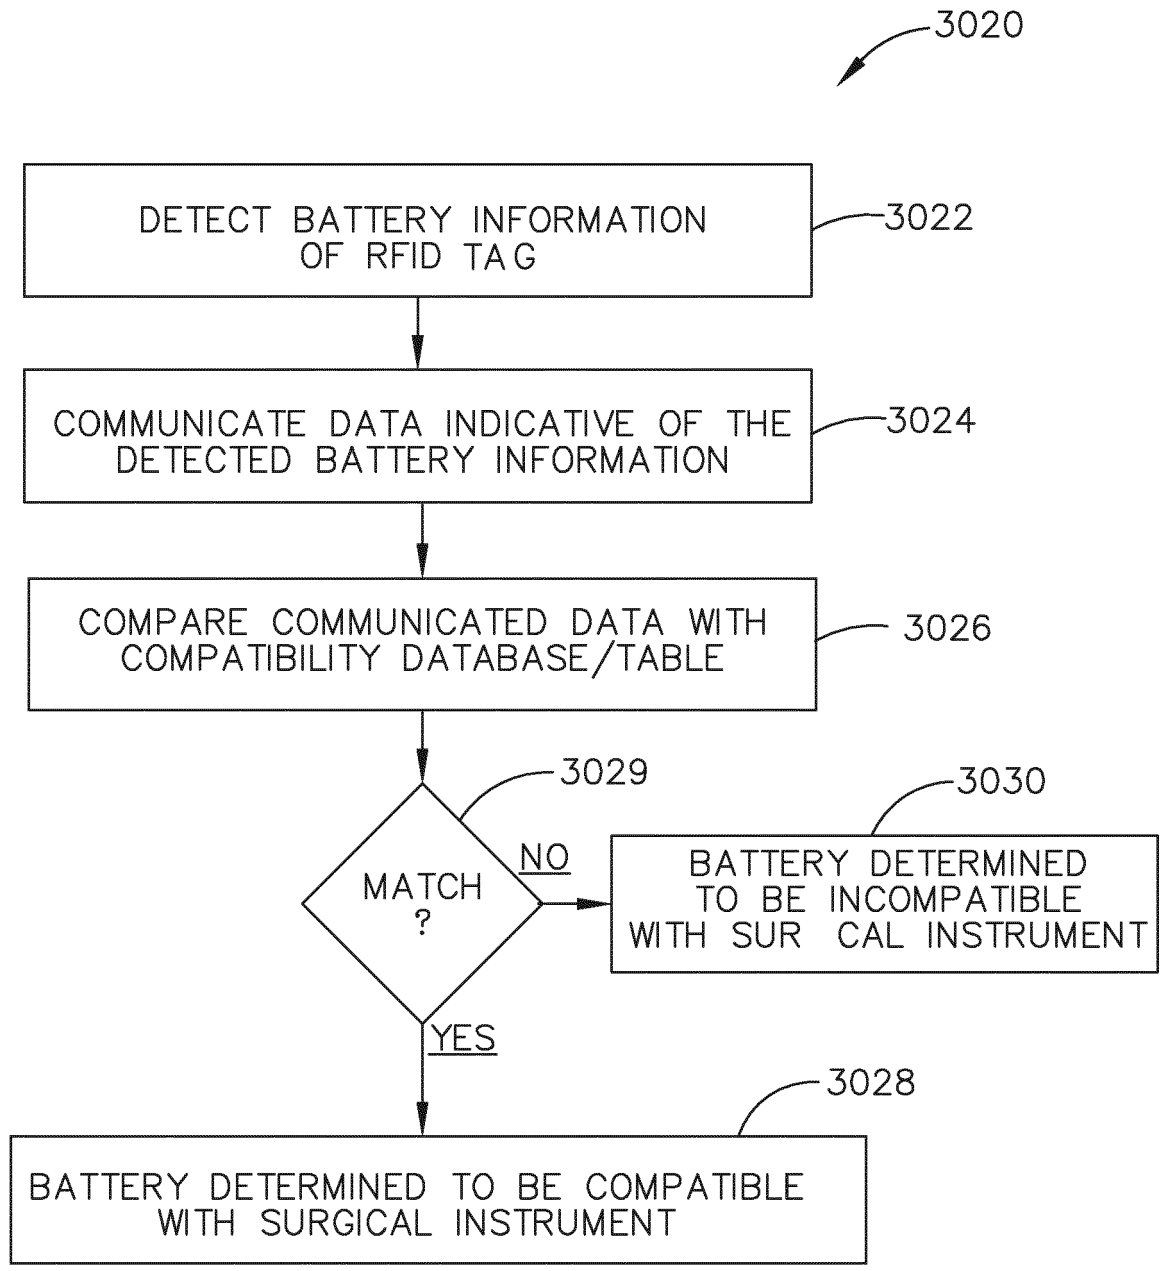 3020
DETECT BATTERY INFORMATION
OF RFID TAG
3022
COMMUNICATE DATA INDICATIVE OF THE
DETECTED BATTERY INFORMATION
3024
COMPARE COMMUNICATED DATA WITH
COMPATIBILITY DATABASE/TABLE
3026
3029
MATCH
?
NO
3030
BATTERY DETERMINED
TO BE INCOMPATIBLE
WITH SUR CAL INSTRUMENT
YES
3028
BATTERY DETERMINED TO BE COMPATIBLE
WITH SURGICAL INSTRUMENT